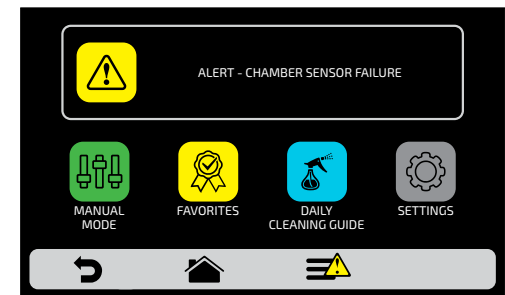 ALERT - CHAMBER SENSOR FAILURE
MANUAL
MODE
FAVORITES
DAILY
CLEANING GUIDE
SETTINGS